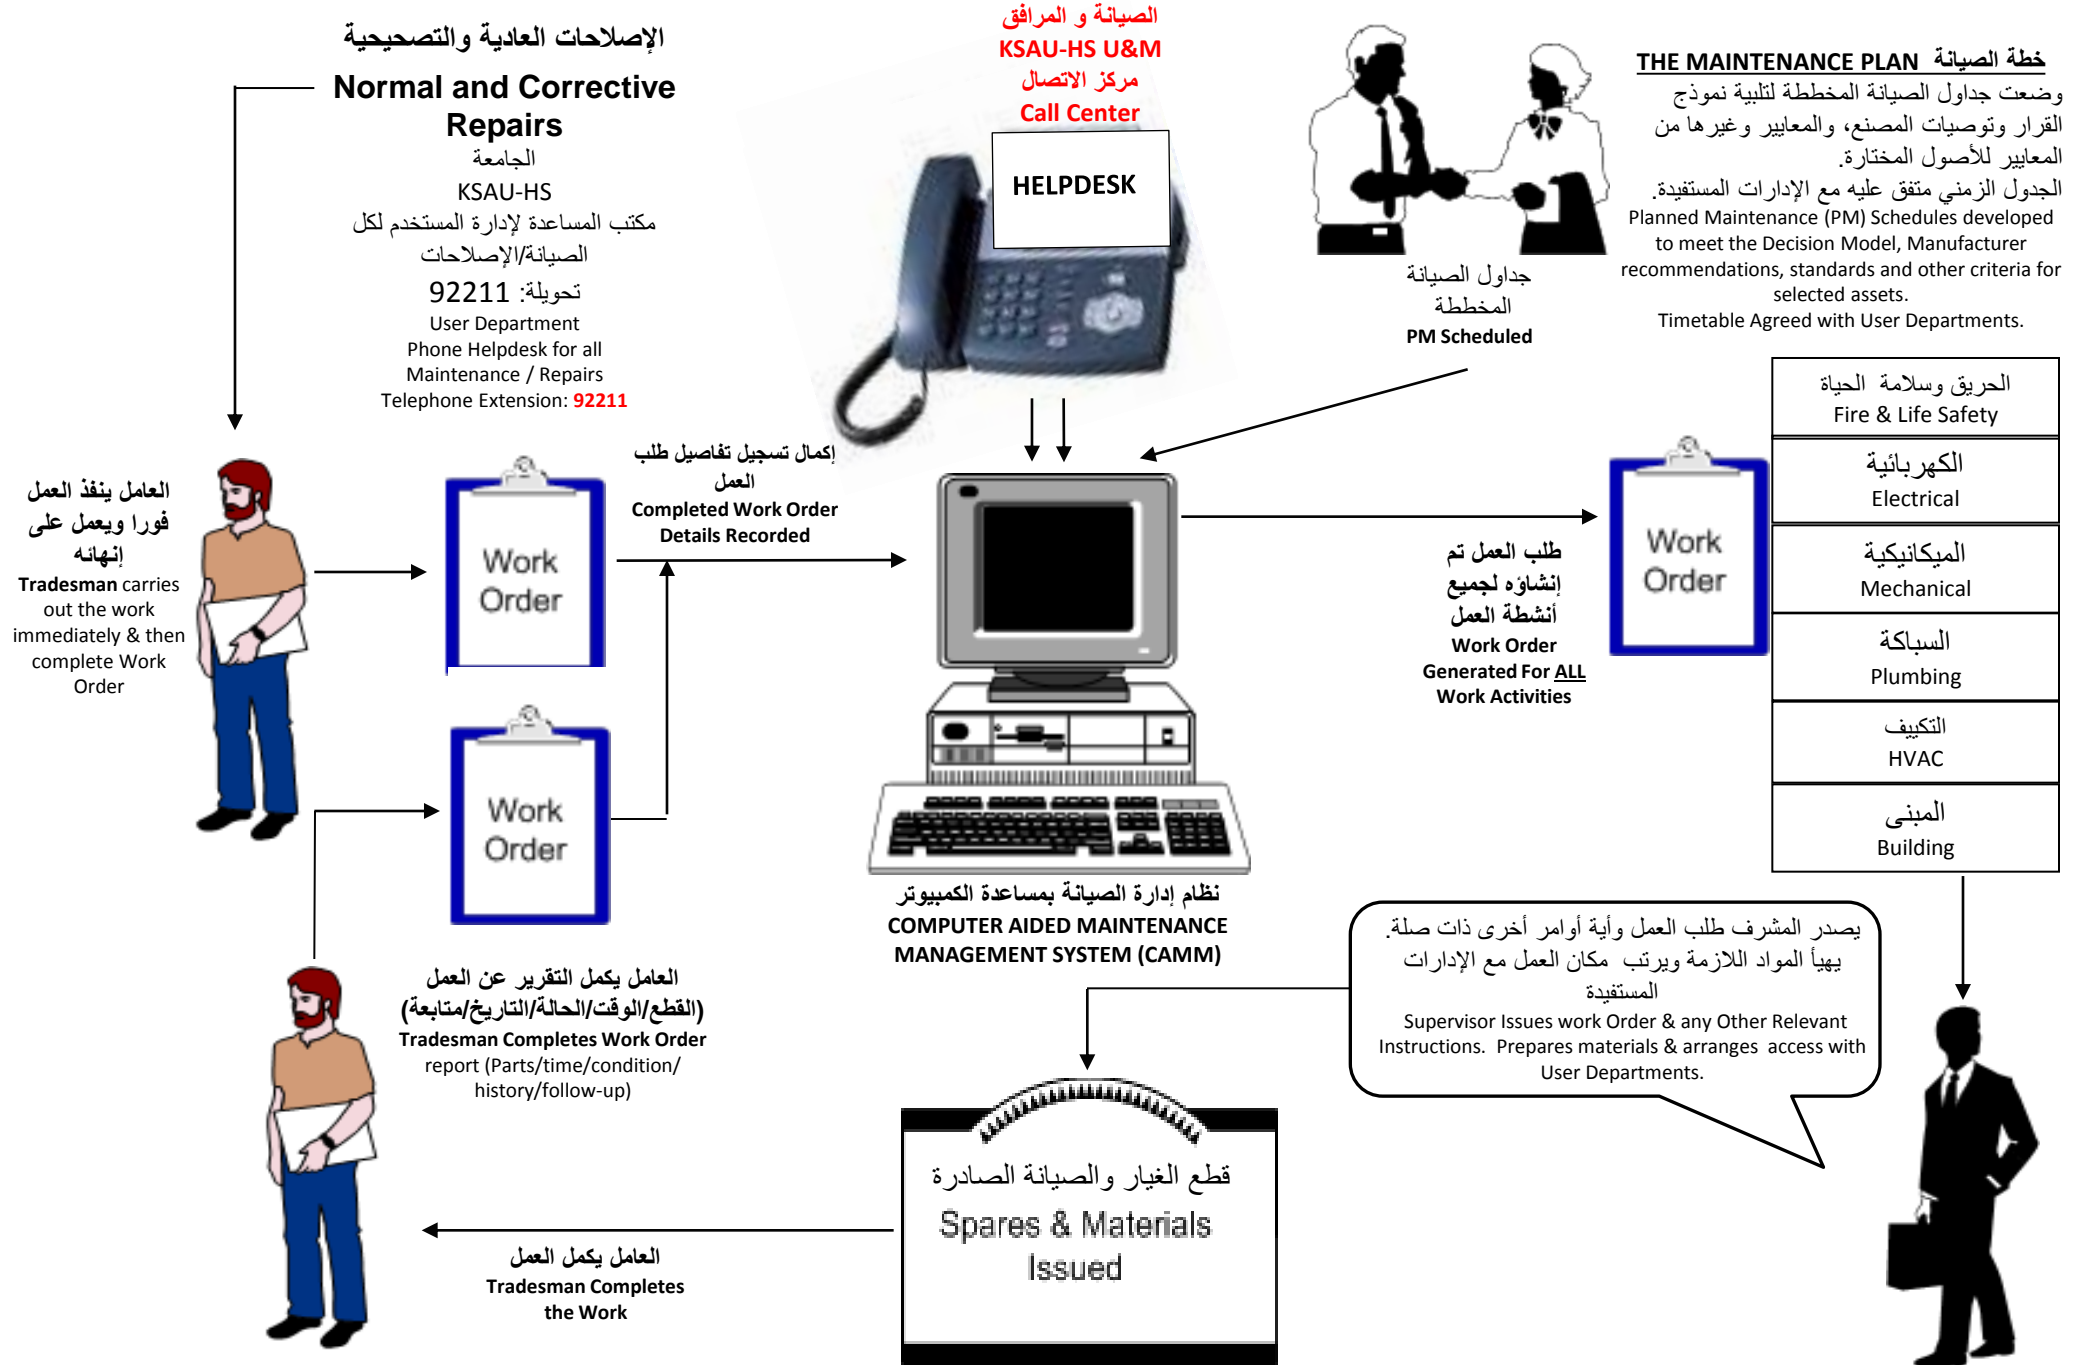 الإصلاحات العادية والتصحيحية
Normal and Corrective
Repairs
الجامعة
KSAU-HS
مكتب المساعدة لإدارة المستخدم لكل
الصيانة/الإصلاحات
تحويلة: 92211
User Department
Phone Helpdesk for all
Maintenance / Repairs
Telephone Extension: 92211
الصيانة و المرافق
KSAU-HS U&M
مركز الاتصال
Call Center
HELPDESK
جداول الصيانة
المخططة
PM Scheduled
THE MAINTENANCE PLAN خطة الصيانة
وضعت جداول الصيانة المخططة لتلبية نموذج
القرار وتوصيات المصنع، والمعايير وغيرها من
المعايير للأصول المختارة.
الجدول الزمني متفق عليه مع الإدارات المستفيدة.
Planned Maintenance (PM) Schedules developed
to meet the Decision Model, Manufacturer
recommendations, standards and other criteria for
selected assets.
Timetable Agreed with User Departments.
العامل ينفذ العمل
فورا ويعمل على
إنهائه
Tradesman carries
out the work
immediately & then
complete Work
Order
Work
Order
إكمال تسجيل تفاصيل طلب
العمل
Completed Work Order
Details Recorded
طلب العمل تم
إنشاؤه لجميع
أنشطة العمل
Work Order
Generated For ALL
Work Activities
Work
Order
الحريق وسلامة الحياة
Fire & Life Safety
الكهربائية
Electrical
الميكانيكية
Mechanical
السباكة
Plumbing
التكييف
HVAC
المبنى
Building
Work
Order
نظام إدارة الصيانة بمساعدة الكمبيوتر
COMPUTER AIDED MAINTENANCE
MANAGEMENT SYSTEM (CAMM)
يصدر المشرف طلب العمل وأية أوامر أخرى ذات صلة.
يهيأ المواد اللازمة ويرتب مكان العمل مع الإدارات
المستفيدة
Supervisor Issues work Order & any Other Relevant
Instructions. Prepares materials & arranges access with
User Departments.
العامل يكمل التقرير عن العمل
(القطع/الوقت/الحالة/التاريخ/متابعة)
Tradesman Completes Work Order
report (Parts/time/condition/
history/follow-up)
قطع الغيار والصيانة الصادرة
Spares & Materials
Issued
العامل يكمل العمل
Tradesman Completes
the Work